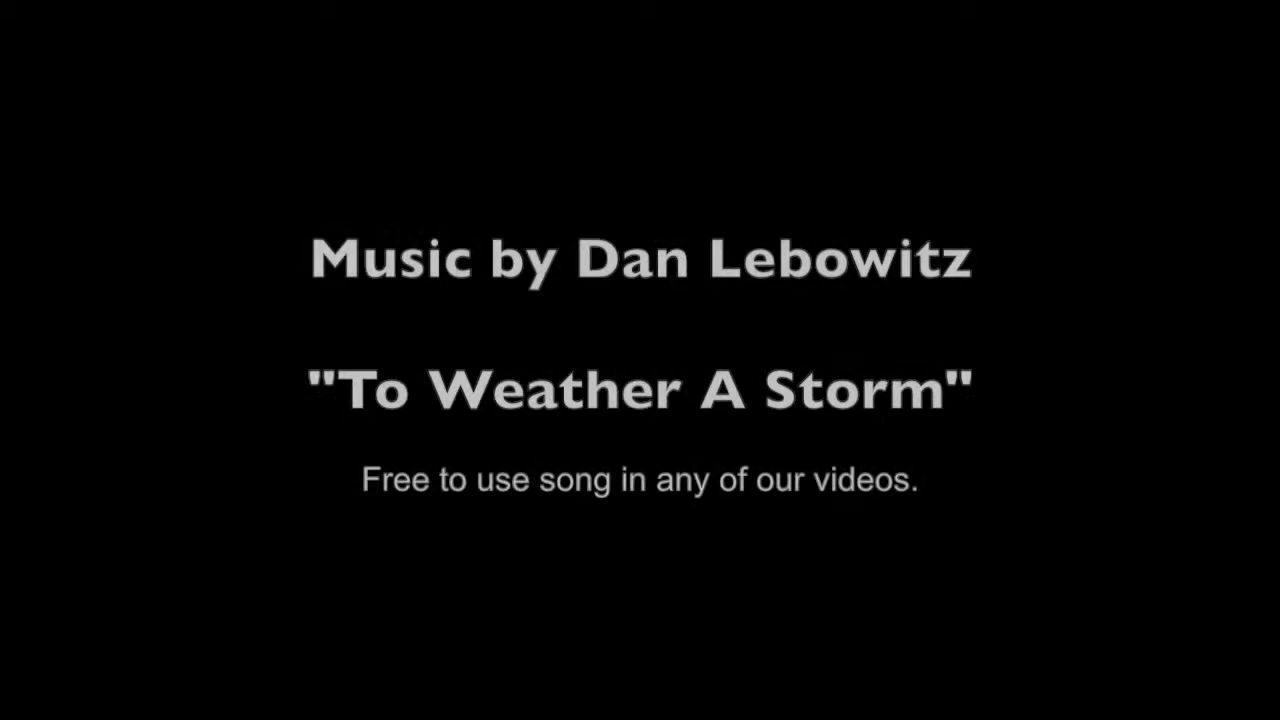 Music by Dan Lebowitz
"To Weather A Storm"
Free to use song in any of our videos.